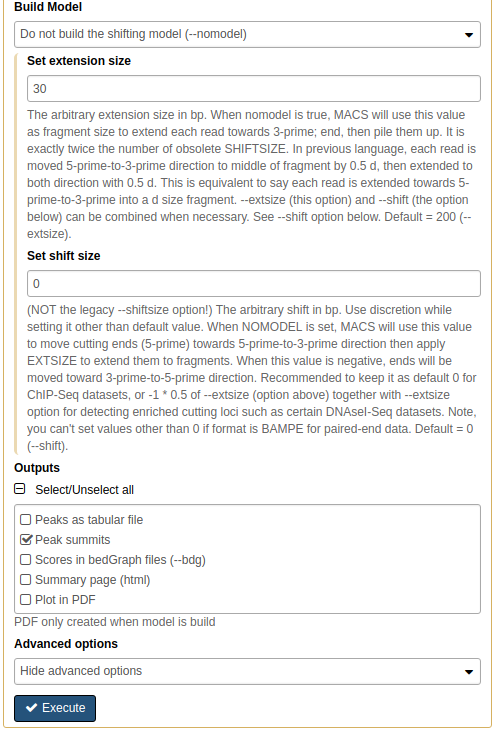 Build Model
Do not build the shifting model (--nomodel)
Set extension size
30
The arbitrary extension size in bp. When nomodel is true, MACS will use this value
as fragment size to extend each read towards 3-prime; end, then pile them up. It is
exactly twice the number of obsolete SHIFTSIZE. In previous language, each read is
moved 5-prime-to-3-prime direction to middle of fragment by 0.5 d, then extended to
both direction with 0.5 d. This is equivalent to say each read is extended towards 5-
prime-to-3-prime into a d size fragment. --extsize (this option) and --shift (the option
below) can be combined when necessary. See --shift option below. Default = 200 (--
extsize).
Set shift size
0
(NOT the legacy --shiftsize option!) The arbitrary shift in bp. Use discretion while
setting it other than default value. When NOMODEL is set, MACS will use this value
to move cutting ends (5-prime) towards 5-prime-to-3-prime direction then apply
EXTSIZE to extend them to fragments. When this value is negative, ends will be
moved toward 3-prime-to-5-prime direction. Recommended to keep it as default 0 for
ChIP-Seq datasets, or -1 * 0.5 of --extsize (option above) together with --extsize
option for detecting enriched cutting loci such as certain DNAseI-Seq datasets. Note,
you can't set values other than 0 if format is BAMPE for paired-end data. Default = 0
(--shift).
Outputs
Select/Unselect all
Peaks as tabular file
Peak summits
Scores in bedGraph files (--bdg)
Summary page (html)
Plot in PDF
PDF only created when model is build
Advanced options
Hide advanced options
Execute